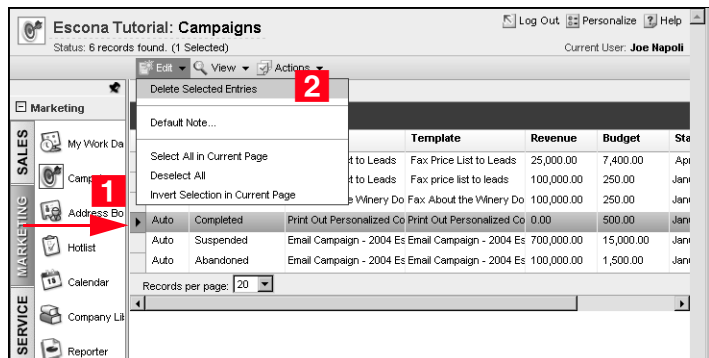 Escona Tutorial: Campaigns
Log Out Personalize Help
Status: 6 records found. (1 Selected)
Current User: Joe Napoli
Edit View Actions
Delete Selected Entries
2
Default Note...
Select All in Current Page
Deselect All
Invert Selection in Current Page
Marketing
SALES
MARKETING
SERVICE
My Work Da
Camp
1
Address Bo
Hotlist
Calendar
Company Lib
Reporter
Template Revenue Budget Sta
t to Leads Fax Price List to Leads 25,000.00 7,400.00 Apr
t to Leads Fax price list to leads 100,000.00 250.00 Janu
e Winery Do Fax About the Winery Do 100,000.00 250.00 Janu
Auto Completed Print Out Personalized Co Print Out Personalized Co 0.00 500.00 Janu
Auto Suspended Email Campaign - 2004 Es Email Campaign - 2004 Es 700,000.00 15,000.00 Janu
Auto Abandoned Email Campaign - 2004 Es Email Campaign - 2004 Es 100,000.00 1,500.00 Janu
Records per page: 20